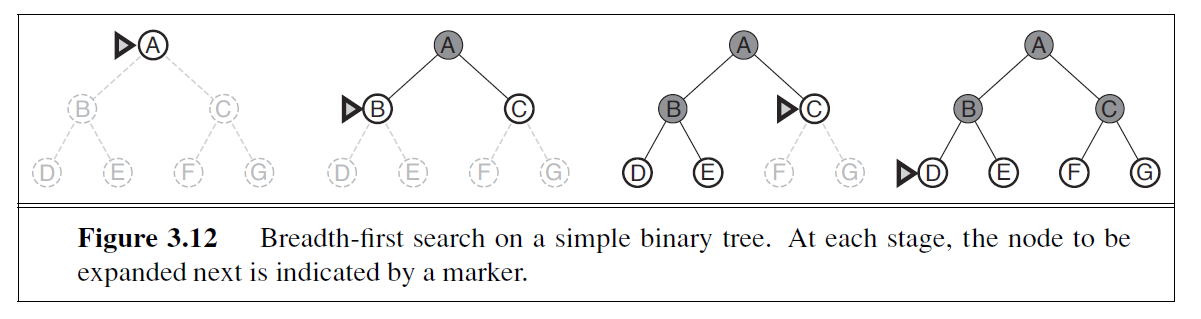 A A A A
B C B C B C B C
D E F G D E F G D E F G D E F G
Figure 3.12 Breadth-first search on a simple binary tree. At each stage, the node to be
expanded next is indicated by a marker.